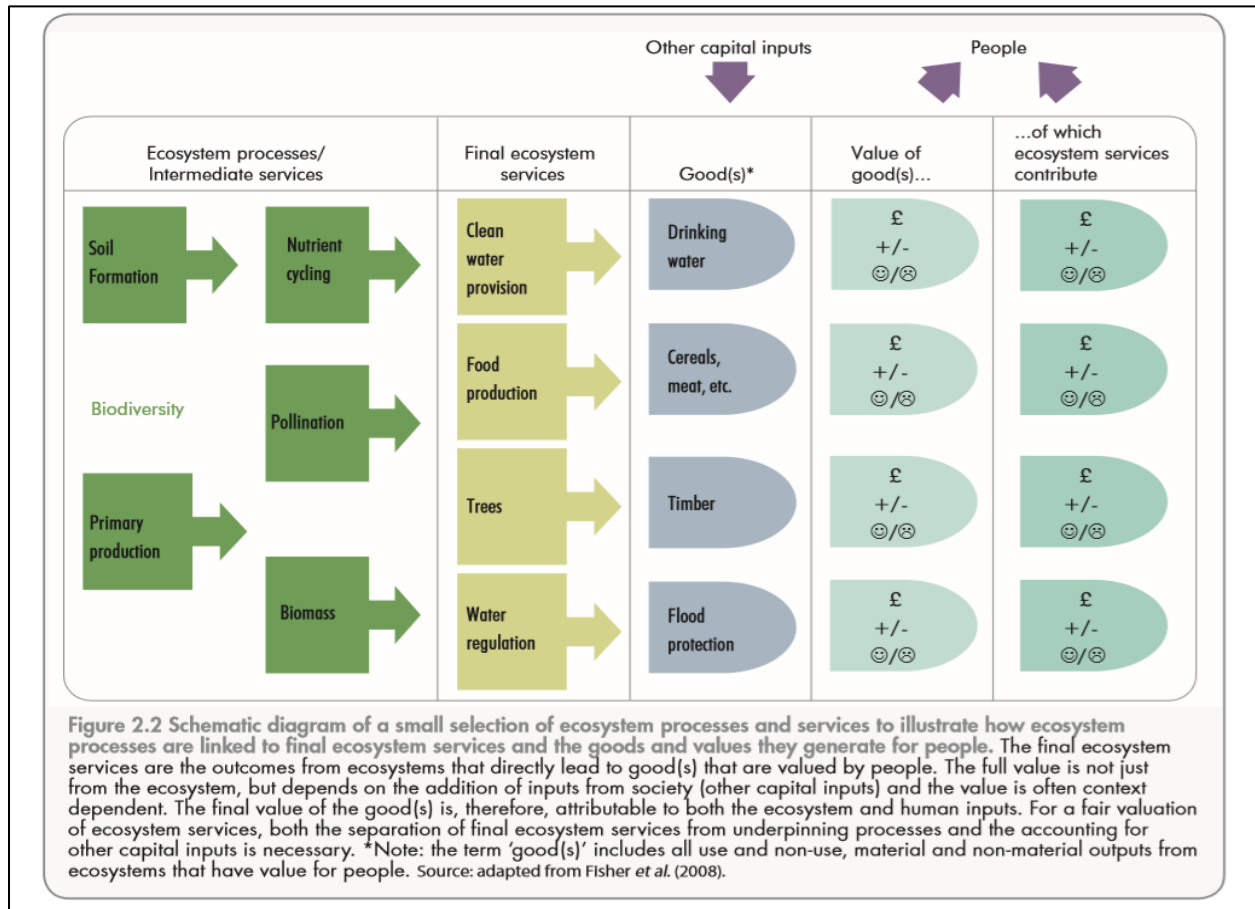 Other capital inputs
People
Ecosystem processes/
Intermediate services
Final ecosystem
services
Good(s)*
Value of
good(s)...
...of which
ecosystem services
contribute
Soil
Formation
Nutrient
cycling
Clean
water
provision
Drinking
water
£
+/-
☺/☹
£
+/-
☺/☹
Biodiversity
Pollination
Food
production
Cereals,
meat, etc.
£
+/-
☺/☹
£
+/-
☺/☹
Primary
production
Trees
Timber
£
+/-
☺/☹
£
+/-
☺/☹
Biomass
Water
regulation
Flood
protection
£
+/-
☺/☹
£
+/-
☺/☹
Figure 2.2 Schematic diagram of a small selection of ecosystem processes and services to illustrate how ecosystem
processes are linked to final ecosystem services and the goods and values they generate for people. The final ecosystem
services are the outcomes from ecosystems that directly lead to good(s) that are valued by people. The full value is not just
from the ecosystem, but depends on the addition of inputs from society (other capital inputs) and the value is often context
dependent. The final value of the good(s) is, therefore, attributable to both the ecosystem and human inputs. For a fair valuation
of ecosystem services, both the separation of final ecosystem services from underpinning processes and the accounting for
other capital inputs is necessary. *Note: the term ‘good(s)’ includes all use and non-use, material and non-material outputs from
ecosystems that have value for people. Source: adapted from FIsher et al. (2008).